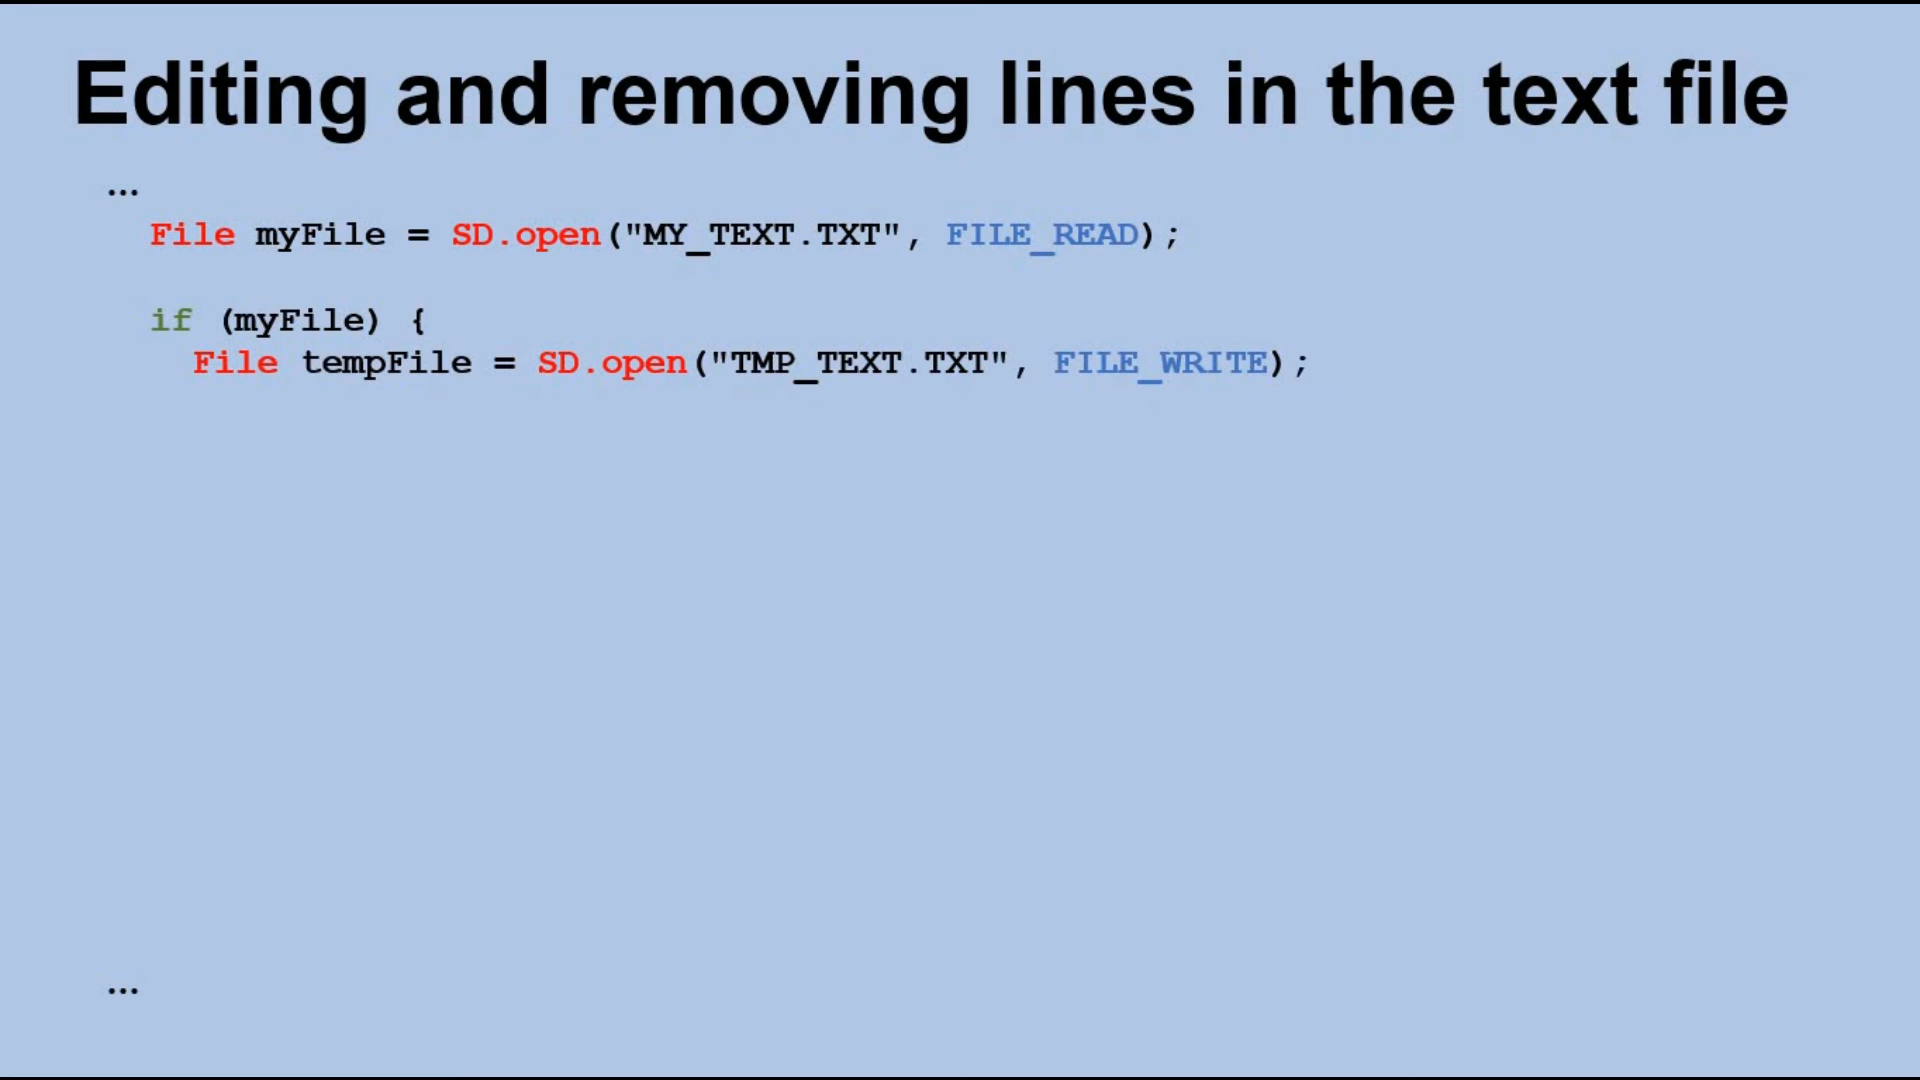 Editing and removing lines in the text file
...
File myFile = SD.open("MY_TEXT.TXT", FILE_READ);
if (myFile) {
File tempFile = SD.open("TMP_TEXT.TXT", FILE_WRITE);
...